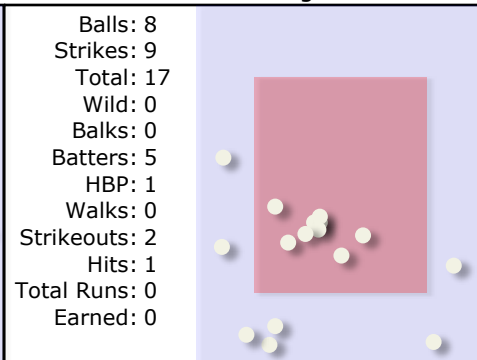 Balls: 8
Strikes: 9
Total: 17
Wild: 0
Balks: 0
Batters: 5
HBP: 1
Walks: 0
Strikeouts: 2
Hits: 1
Total Runs: 0
Earned: 0